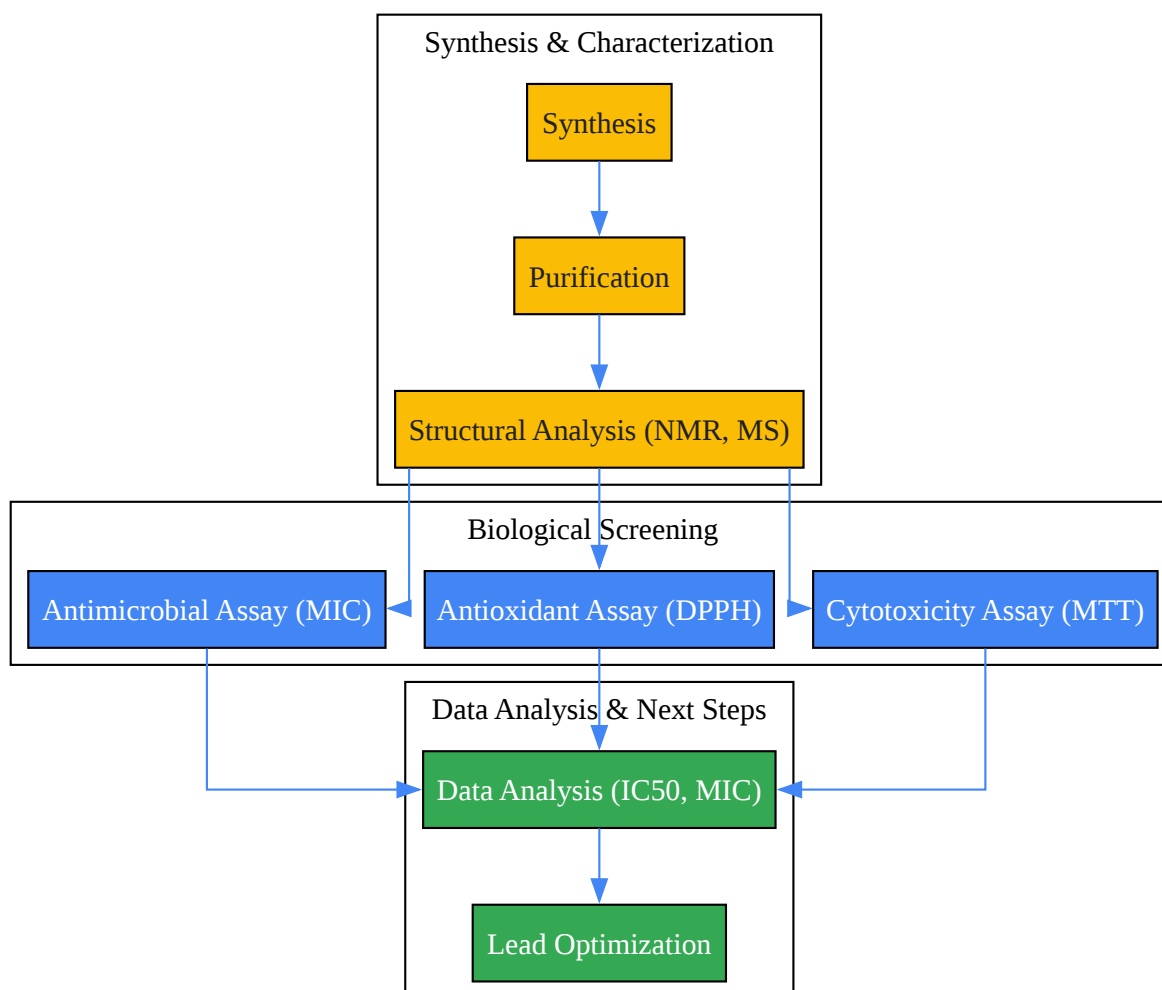 Synthesis & Characterization
Synthesis
Purification
Structural Analysis (NMR, MS)
Biological Screening
Antimicrobial Assay (MIC)
Antioxidant Assay (DPPH)
Cytotoxicity Assay (MTT)
Data Analysis & Next Steps
Data Analysis (IC50, MIC)
Lead Optimization